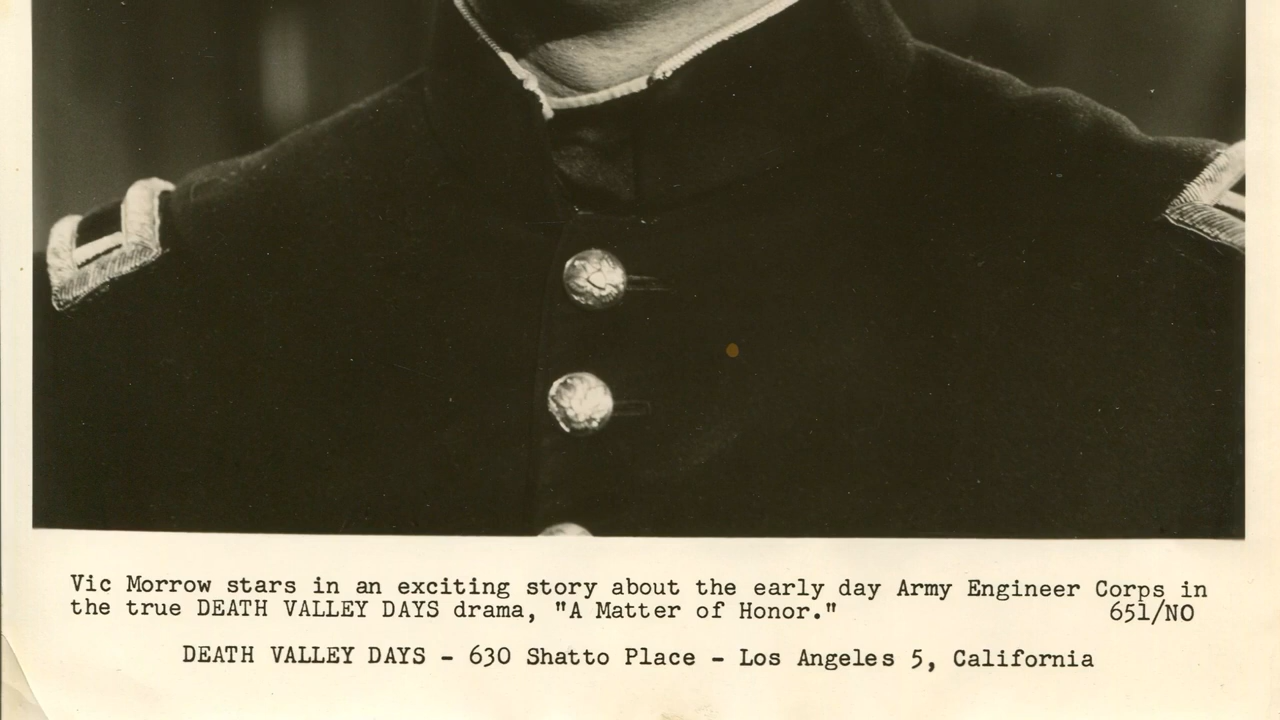 Vic Morrow stars in an exciting story about the early day Army Engineer Corps in
the true DEATH VALLEY DAYS drama, "A Matter of Honor." 651/NO
DEATH VALLEY DAYS - 630 Shatto Place - Los Angeles 5, California